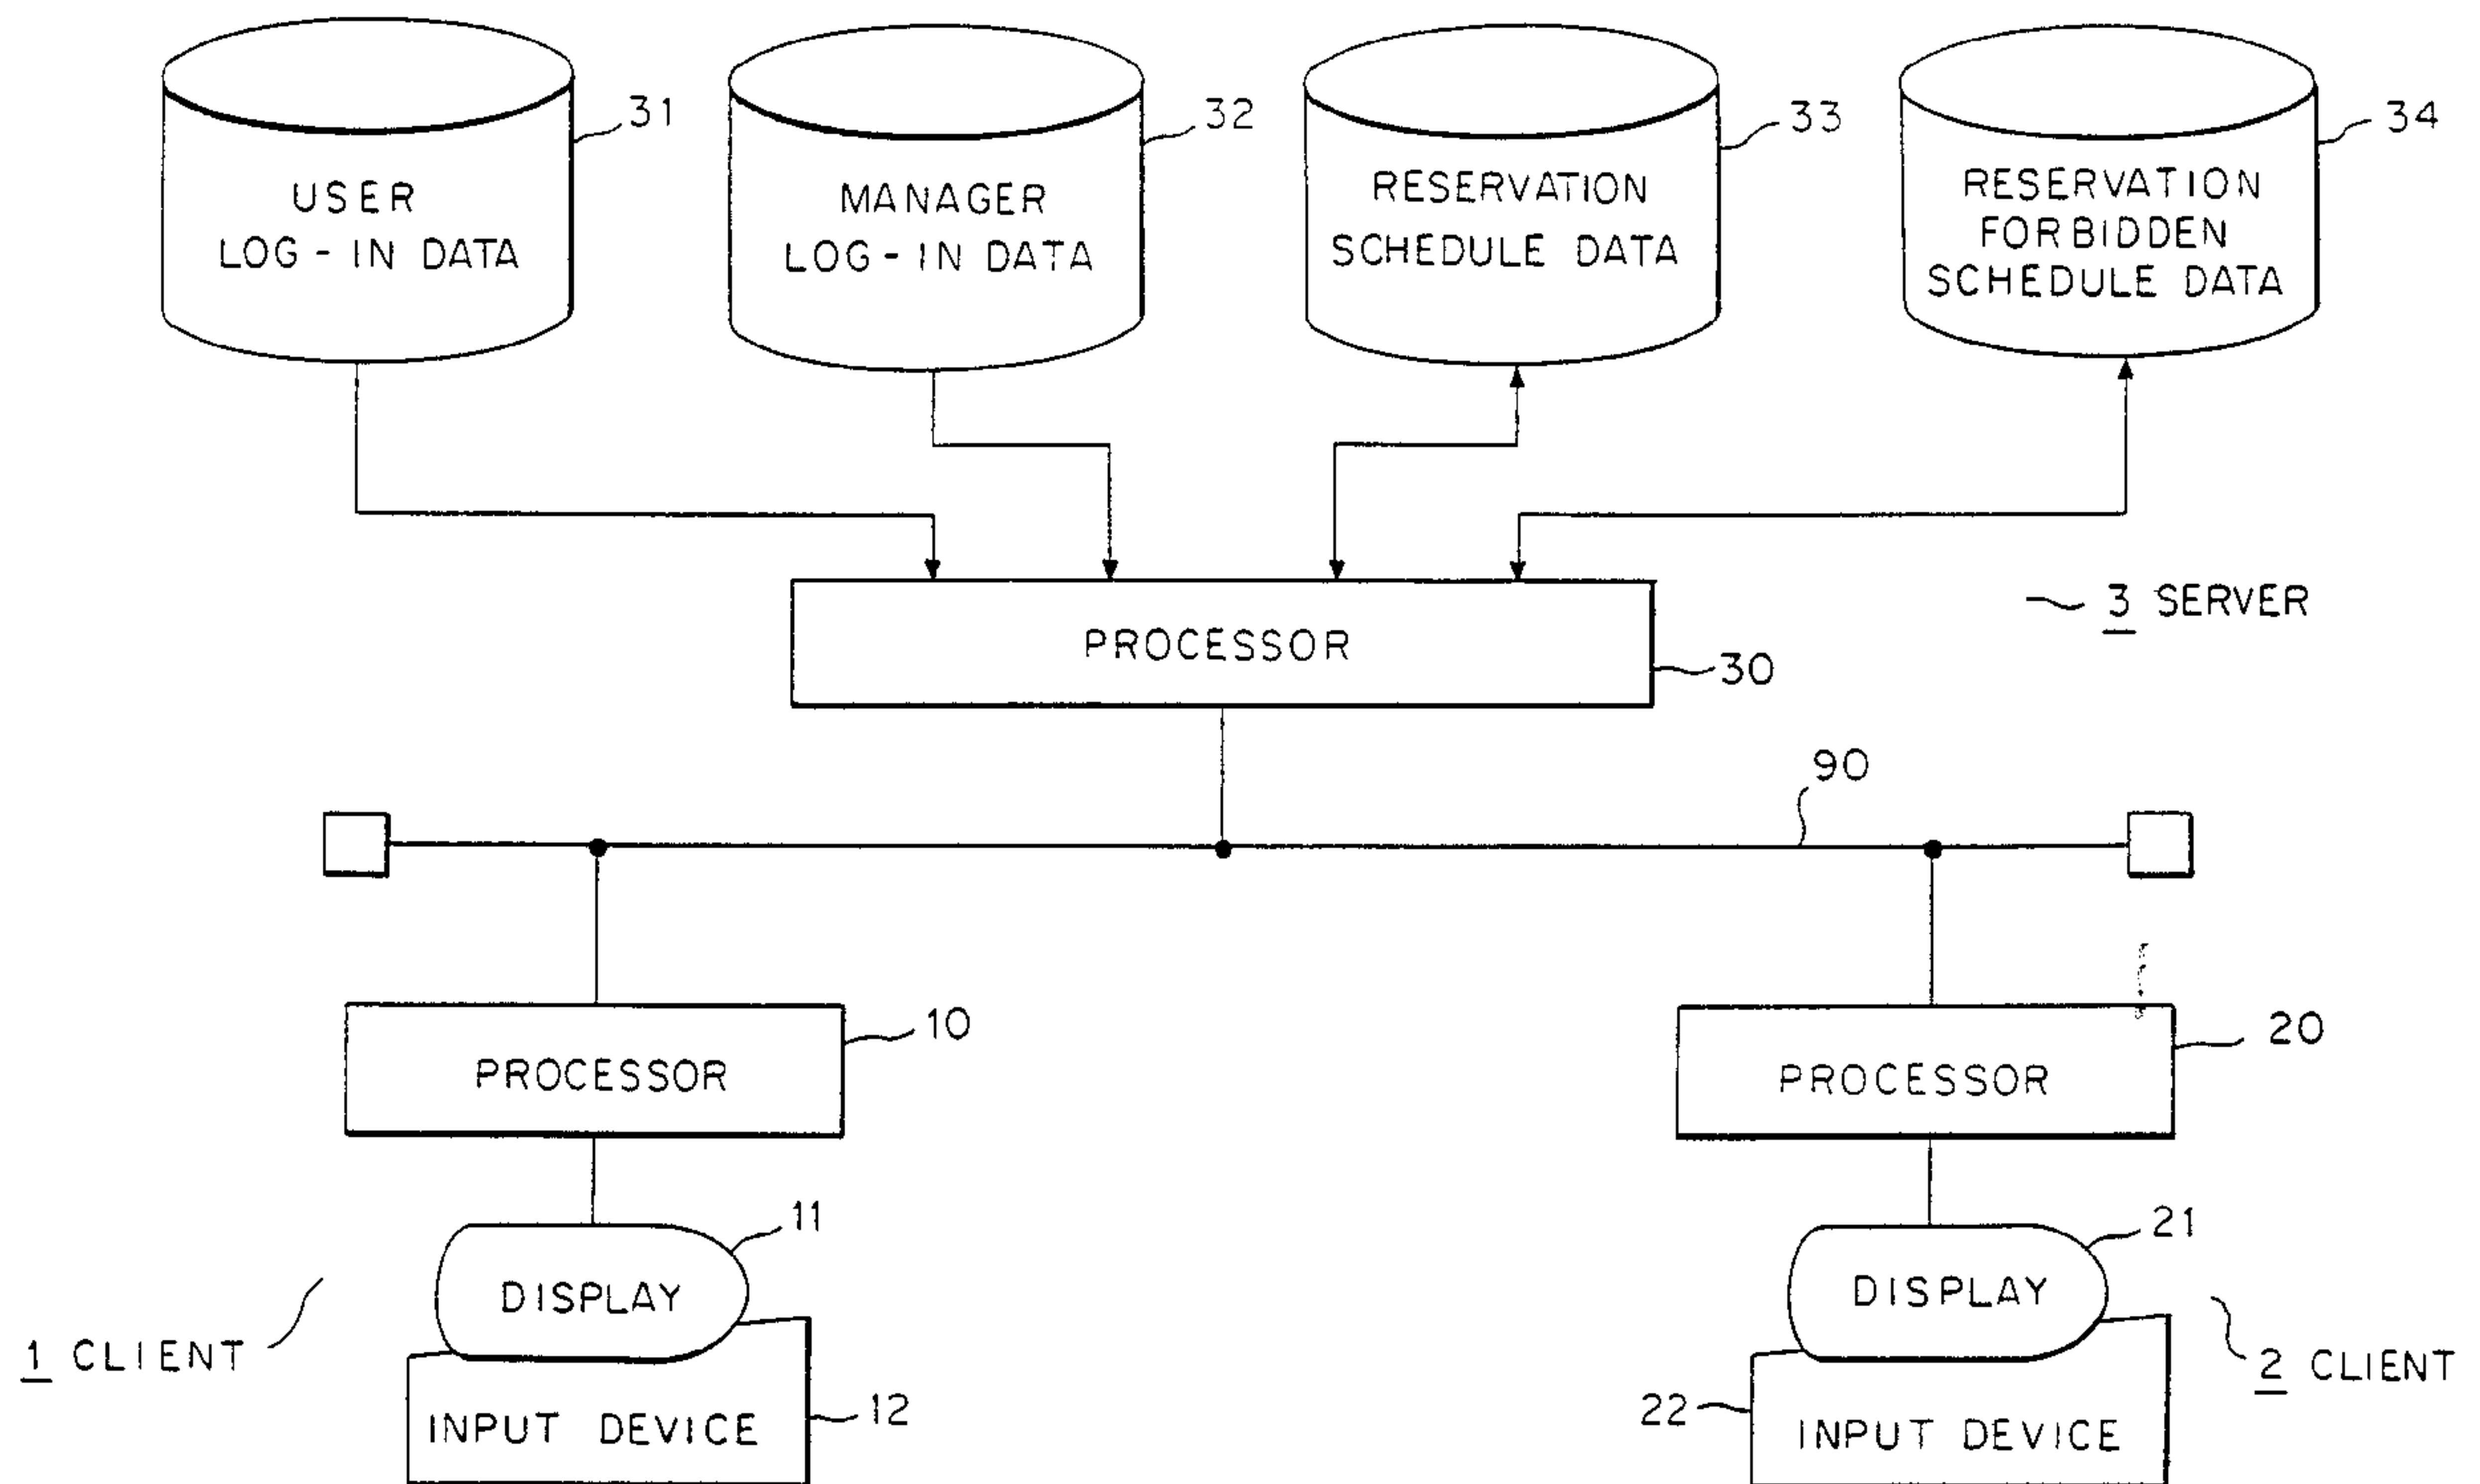 31
32
33
34
USER
LOG-IN DATA
MANAGER
LOG-IN DATA
RESERVATION
SCHEDULE DATA
RESERVATION
FORBIDDEN
SCHEDULE DATA
3 SERVER
PROCESSOR
30
90
10
PROCESSOR
20
PROCESSOR
11
DISPLAY
1 CLIENT
INPUT DEVICE
12
21
DISPLAY
2 CLIENT
22
INPUT DEVICE